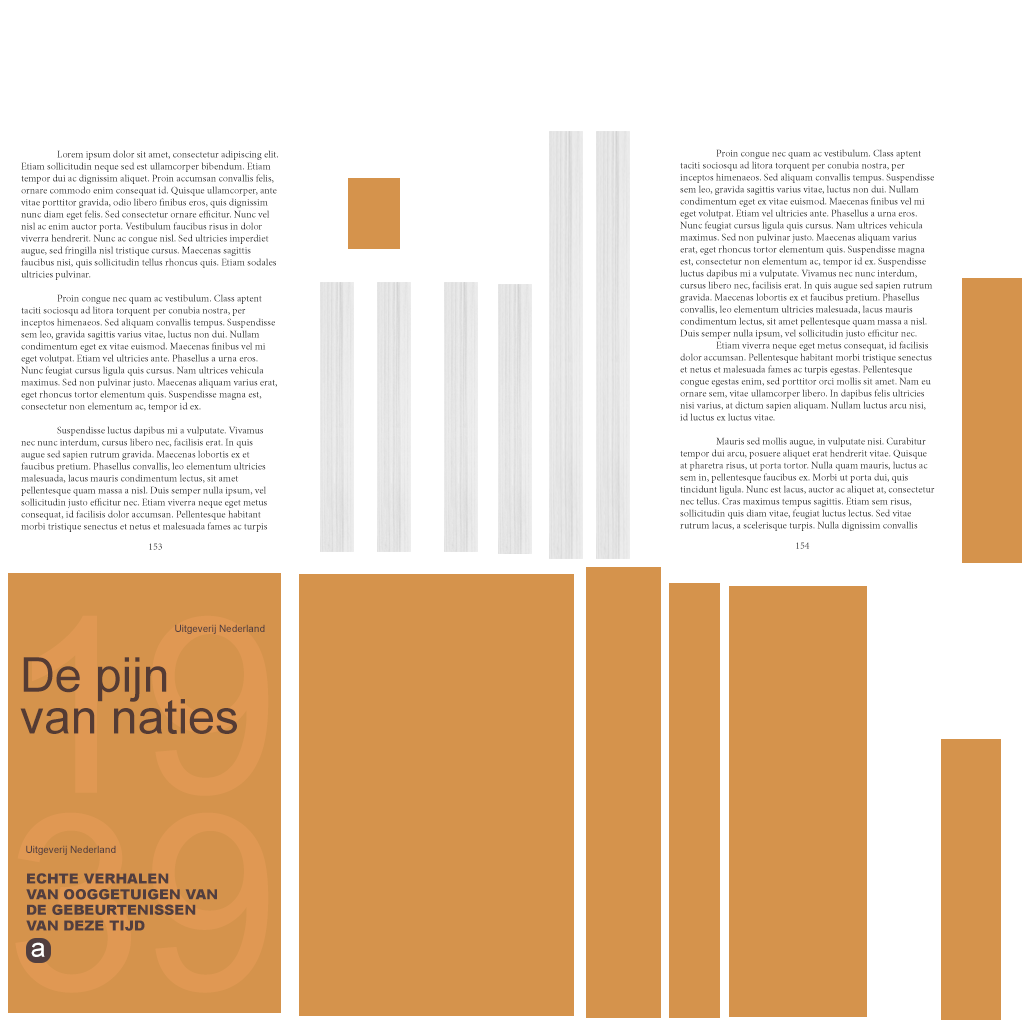 Lorem ipsum dolor sit amet, consectetur adipiscing elit.
Etiam sollicitudin neque sed est ullamcorper bibendum. Etiam
tempor dui ac dignissim aliquet. Proin accumsan convallis felis,
ornare commodo enim consequat id. Quisque ullamcorper, ante
vitae porttitor gravida, odio libero finibus eros, quis dignissim
nunc diam eget felis. Sed consectetur ornare efficitur. Nunc vel
nisl ac enim auctor porta. Vestibulum faucibus risus in dolor
viverra hendrerit. Nunc ac congue nisl. Sed ultricies imperdiet
augue, sed fringilla nisl tristique cursus. Maecenas sagittis
faucibus nisi, quis sollicitudin tellus rhoncus quis. Etiam sodales
ultricies pulvinar.
Proin congue nec quam ac vestibulum. Class aptent
taciti sociosqu ad litora torquent per conubia nostra, per
inceptos himenaeos. Sed aliquam convallis tempus. Suspendisse
sem leo, gravida sagittis varius vitae, luctus non dui. Nullam
condimentum eget ex vitae euismod. Maecenas finibus vel mi
eget volutpat. Etiam vel ultricies ante. Phasellus a urna eros.
Nunc feugiat cursus ligula quis cursus. Nam ultrices vehicula
maximus. Sed non pulvinar justo. Maecenas aliquam varius erat,
eget rhoncus tortor elementum quis. Suspendisse magna est,
consectetur non elementum ac, tempor id ex.
Suspendisse luctus dapibus mi a vulputate. Vivamus
nec nunc interdum, cursus libero nec, facilisis erat. In quis
augue sed sapien rutrum gravida. Maecenas lobortis ex et
faucibus pretium. Phasellus convallis, leo elementum ultricies
malesuada, lacus mauris condimentum lectus, sit amet
pellentesque quam massa a nisl. Duis semper nulla ipsum, vel
sollicitudin justo efficitur nec. Etiam viverra neque eget metus
consequat, id facilisis dolor accumsan. Pellentesque habitant
morbi tristique senectus et netus et malesuada fames ac turpis
153
Proin congue nec quam ac vestibulum. Class aptent
taciti sociosqu ad litora torquent per conubia nostra, per
inceptos himenaeos. Sed aliquam convallis tempus. Suspendisse
sem leo, gravida sagittis varius vitae, luctus non dui. Nullam
condimentum eget ex vitae euismod. Maecenas finibus vel mi
eget volutpat. Etiam vel ultricies ante. Phasellus a urna eros.
Nunc feugiat cursus ligula quis cursus. Nam ultrices vehicula
maximus. Sed non pulvinar justo. Maecenas aliquam varius
erat, eget rhoncus tortor elementum quis. Suspendisse magna
est, consectetur non elementum ac, tempor id ex. Suspendisse
luctus dapibus mi a vulputate. Vivamus nec nunc interdum,
cursus libero nec, facilisis erat. In quis augue sed sapien rutrum
gravida. Maecenas lobortis ex et faucibus pretium. Phasellus
convallis, leo elementum ultricies malesuada, lacus mauris
condimentum lectus, sit amet pellentesque quam massa a nisl.
Duis semper nulla ipsum, vel sollicitudin justo efficitur nec.
Etiam viverra neque eget metus consequat, id facilisis
dolor accumsan. Pellentesque habitant morbi tristique senectus
et netus et malesuada fames ac turpis egestas. Pellentesque
congue egestas enim, sed porttitor orci mollis sit amet. Nam eu
ornare sem, vitae ullamcorper libero. In dapibus felis ultricies
nisi varius, at dictum sapien aliquam. Nullam luctus arcu nisi,
id luctus ex luctus vitae.
Mauris sed mollis augue, in vulputate nisi. Curabitur
tempor dui arcu, posuere aliquet erat hendrerit vitae. Quisque
at pharetra risus, ut porta tortor. Nulla quam mauris, luctus ac
sem in, pellentesque faucibus ex. Morbi ut porta dui, quis
tincidunt ligula. Nunc est lacus, auctor ac aliquet at, consectetur
nec tellus. Cras maximus tempus sagittis. Etiam sem risus,
sollicitudin quis diam vitae, feugiat luctus lectus. Sed vitae
rutrum lacus, a scelerisque turpis. Nulla dignissim convallis
154
19
Uitgeverij Nederland
De pijn
van naties
39
Uitgeverij Nederland
ECHTE VERHALEN
VAN OOGGETUIGEN VAN
DE GEBEURTENISSEN
VAN DEZE TIJD
a